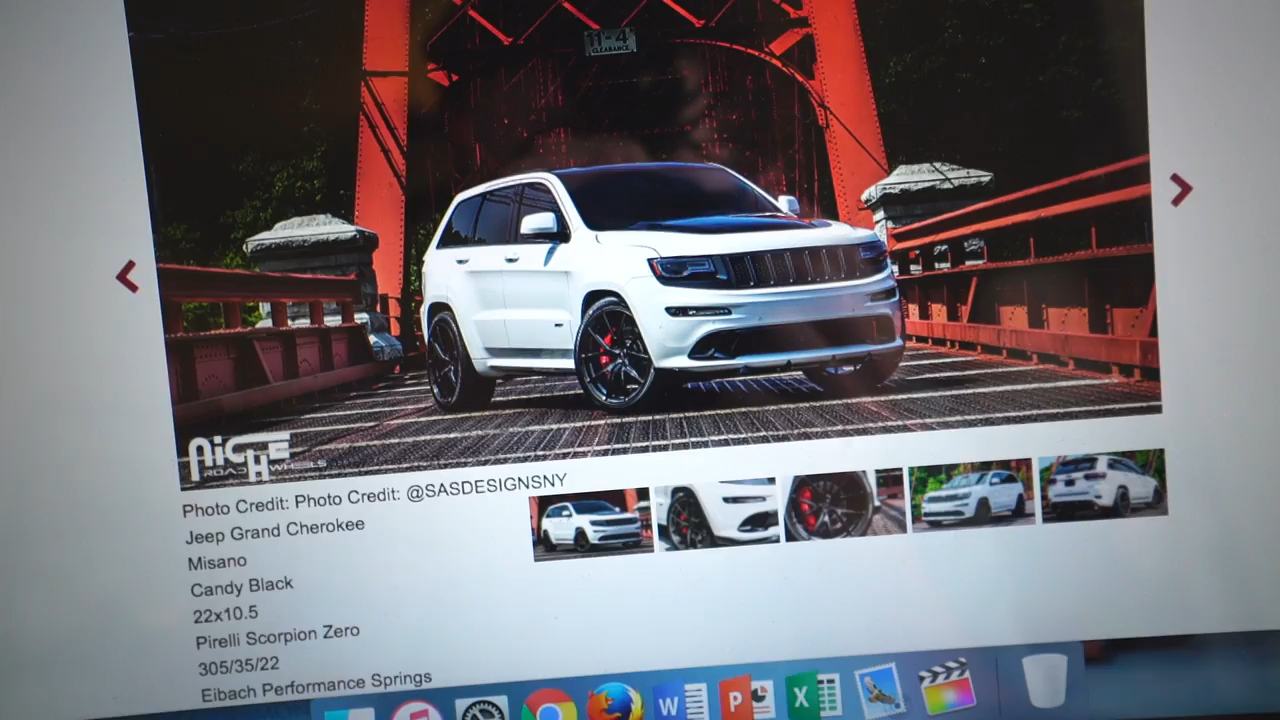 11'-4"
CLEARANCE
NICHE
ROAD WHEELS
Photo Credit: Photo Credit: @SASDESIGNSNY
Jeep Grand Cherokee
Misano
Candy Black
22x10.5
Pirelli Scorpion Zero
305/35/22
Eibach Performance Springs
W
P
X